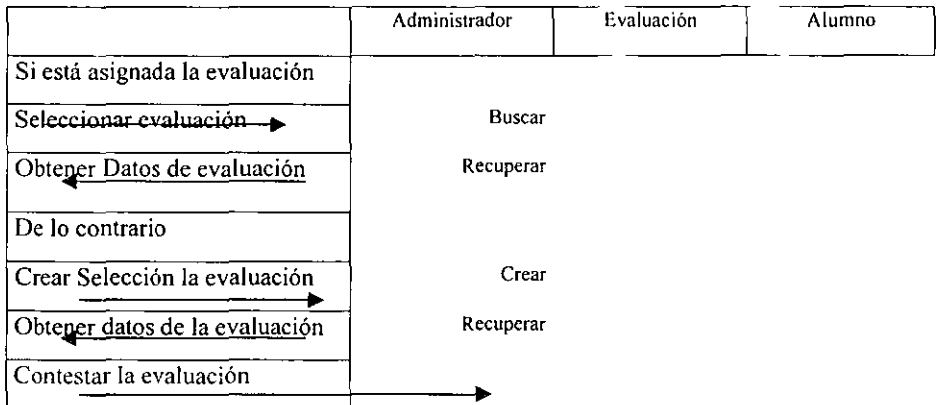 Administrador Evaluación Alumno
Si está asignada la evaluación
Seleccionar evaluación Buscar
Obtener Datos de evaluación Recuperar
De lo contrario
Crear Selección la evaluación Crear
Obtener datos de la evaluación Recuperar
Contestar la evaluación